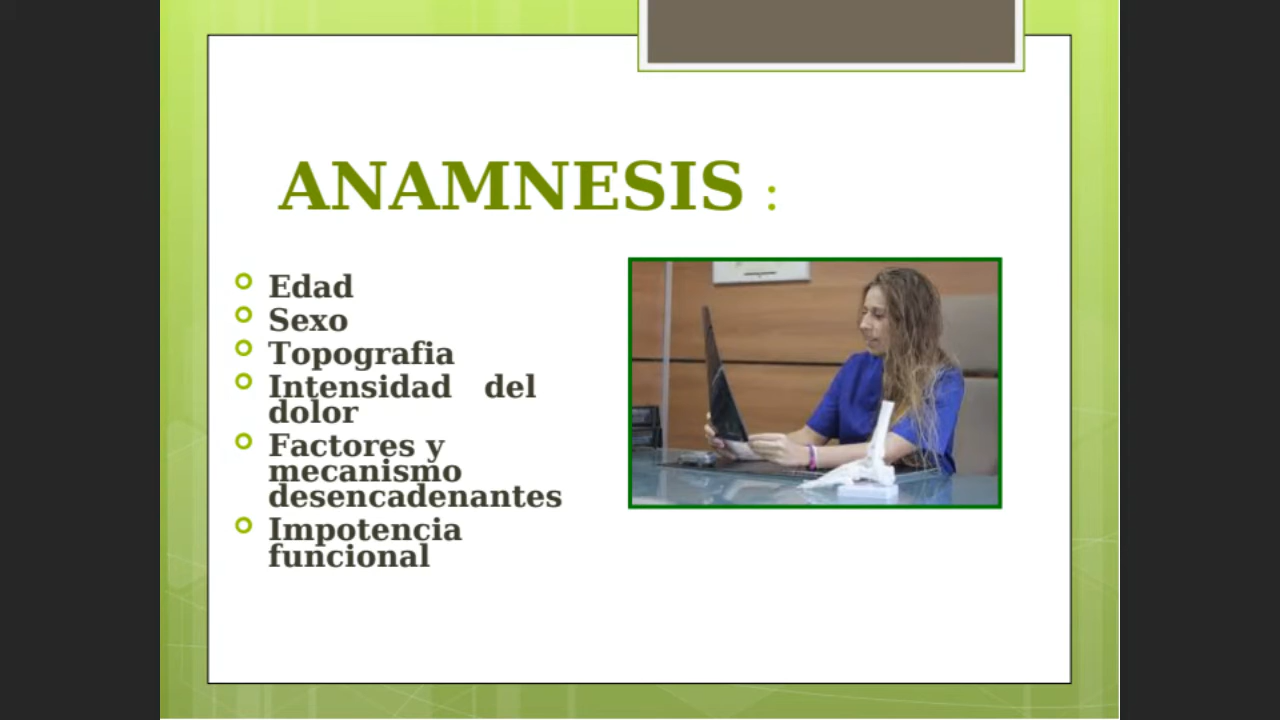 ANAMNESIS :
Edad
Sexo
Topografia
Intensidad del
dolor
Factores y
mecanismo
desencadenantes
Impotencia
funcional